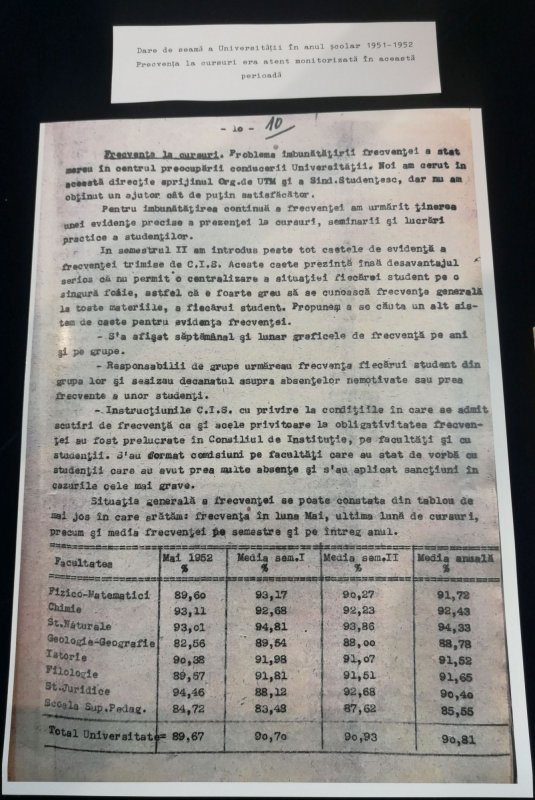 Dare de seamă a Universității în anul școlar 1951-1952
Frecvența la cursuri era atent monitorizată în această
perioadă
- 10 - 10
Frecvența la cursuri. Problema îmbunătățirii frecvenței a stat
mereu în centrul preocupării conducerii Universității. Noi am cerut în
această direcție sprijinul Org.de UTM și a Sind.Studențesc, dar nu am
obținut un ajutor cât de puțin satisfăcător.
Pentru îmbunătățirea continuă a frecvenței am urmărit ținerea
unei evidențe precise a prezenței la cursuri, seminarii și lucrări
practice a studenților.
In semestrul II am introdus peste tot caetele de evidență a
frecvenței trimise de C.I.S. Aceste caete prezintă însă desavantajul
serios că nu permit o centralizare a situației fiecărei student pe o
singură foaie, astfel că e foarte greu să se cunoască frecvența generală
la toate materiile, a fiecărui student. Propunem a se căuta un alt sis-
tem de caete pentru evidența frecvenței.
- S'a afișat săptămânal și lunar graficele de frecvență pe ani
și pe grupe.
- Responsabilii de grupe urmăreau frecvența fiecărui student din
grupa lor și sesizau decanatul asupra absențelor nemotivate sau prea
frecvente a unor studenți.
- Instrucțiunile C.I.S. cu privire la condițiile în care se admit
scutiri de frecvență ca și acele privitoare la obligativitatea frecven-
ței au fost prelucrate în Consiliul de Instituție, pe facultăți și cu
studenții. S'au format comisiuni pe facultăți care au stat de vorbă cu
studenții care au avut prea multe absențe și s'au aplicat sancțiuni în
cazurile cele mai grave.
Situația generală a frecvenței se poate constata din tabloul de
mai jos în care arătăm: frecvența în luna Mai, ultima lună de cursuri,
precum și media frecvenței pe semestre și pe întreg anul.
Facultatea Mai 1952 % Media sem.I % Media sem.II % Media anuală %
Fizico-Matematici 89,60 93,17 90,27 91,72
Chimie 93,11 92,68 92,23 92,43
St.Naturale 93,01 94,81 93,86 94,33
Geologie-Geografie 82,56 89,54 88,00 88,78
Istorie 90,38 91,98 91,07 91,52
Filologie 89,57 91,81 91,51 91,65
St.Juridice 94,46 88,12 92,68 90,40
Scoala Sup.Pedag. 84,72 83,49 87,62 85,55
Total Universitate= 89,67 90,70 90,93 90,81